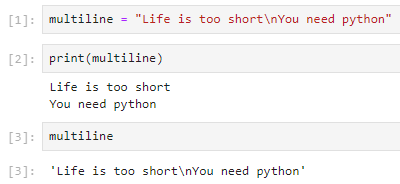 [1]: multiline = "Life is too short\nYou need python"
[2]: print(multiline)
Life is too short
You need python
[3]: multiline
[3]: 'Life is too short\nYou need python'